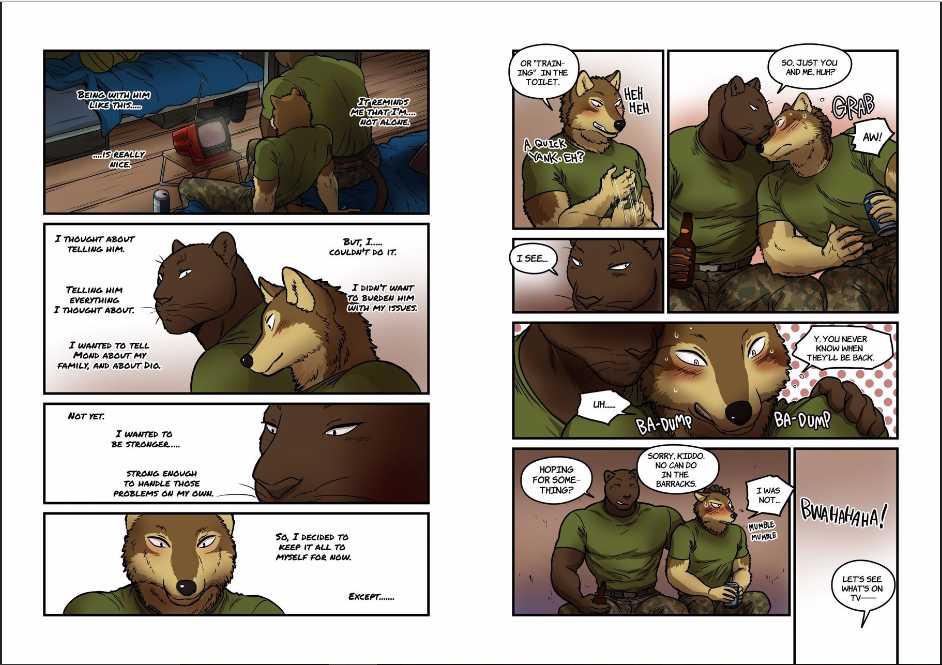 BEING WITH HIM
LIKE THIS....
IT REMINDS
ME THAT I'M....
NOT ALONE.
....IS REALLY
NICE.
I THOUGHT ABOUT
TELLING HIM.
BUT, I.....
COULDN'T DO IT.
TELLING HIM
EVERYTHING
I THOUGHT ABOUT.
I DIDN'T WANT
TO BURDEN HIM
WITH MY ISSUES.
I WANTED TO TELL
MOND ABOUT MY
FAMILY, AND ABOUT DIO.
NOT YET.
I WANTED TO
BE STRONGER....
STRONG ENOUGH
TO HANDLE THOSE
PROBLEMS ON MY OWN.
SO, I DECIDED TO
KEEP IT ALL TO
MYSELF FOR NOW.
EXCEPT.......
OR "TRAIN-
ING" IN THE
TOILET.
HEH
HEH
A QUICK
YANK, EH?
I SEE...
SO, JUST YOU
AND ME, HUH?
GRAB
AW!
Y. YOU NEVER
KNOW WHEN
THEY'LL BE BACK.
UH.....
BA-DUMP
BA-DUMP
HOPING
FOR SOME-
THING?
SORRY, KIDDO.
NO CAN DO
IN THE
BARRACKS.
I WAS
NOT...
MUMBLE
MUMBLE
BWAHAHAHA!
LET'S SEE
WHAT'S ON
TV——